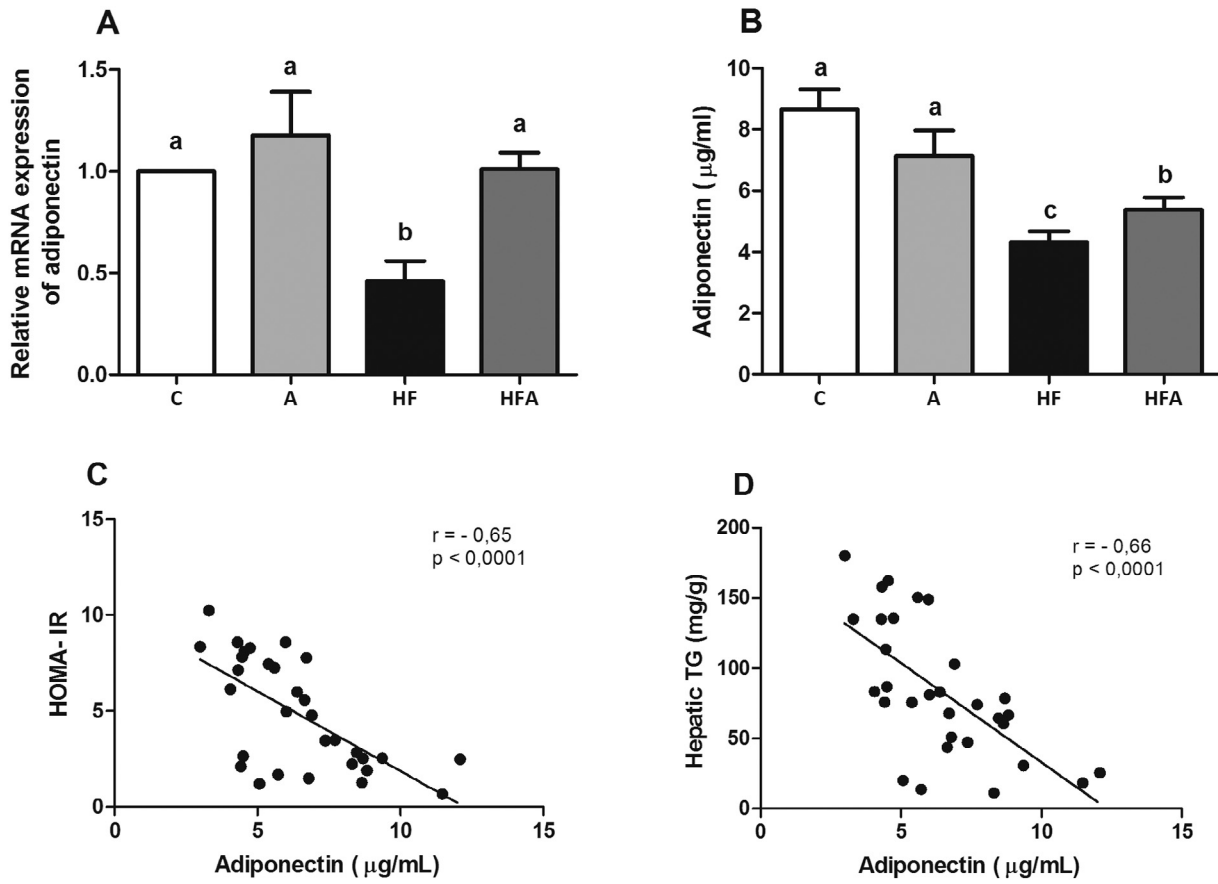 A
Relative mRNA expression
of adiponectin
1.5
1.0
0.5
0.0
a
a
b
a
C
A
HF
HFA
B
Adiponectin ( μg/ml)
10
8
6
4
2
0
a
a
c
b
C
A
HF
HFA
C
HOMA- IR
15
10
5
0
r = - 0,65
p < 0,0001
0
5
10
15
Adiponectin ( μg/mL)
D
Hepatic TG (mg/g)
200
150
100
50
0
r = - 0,66
p < 0,0001
0
5
10
15
Adiponectin ( μg/mL)